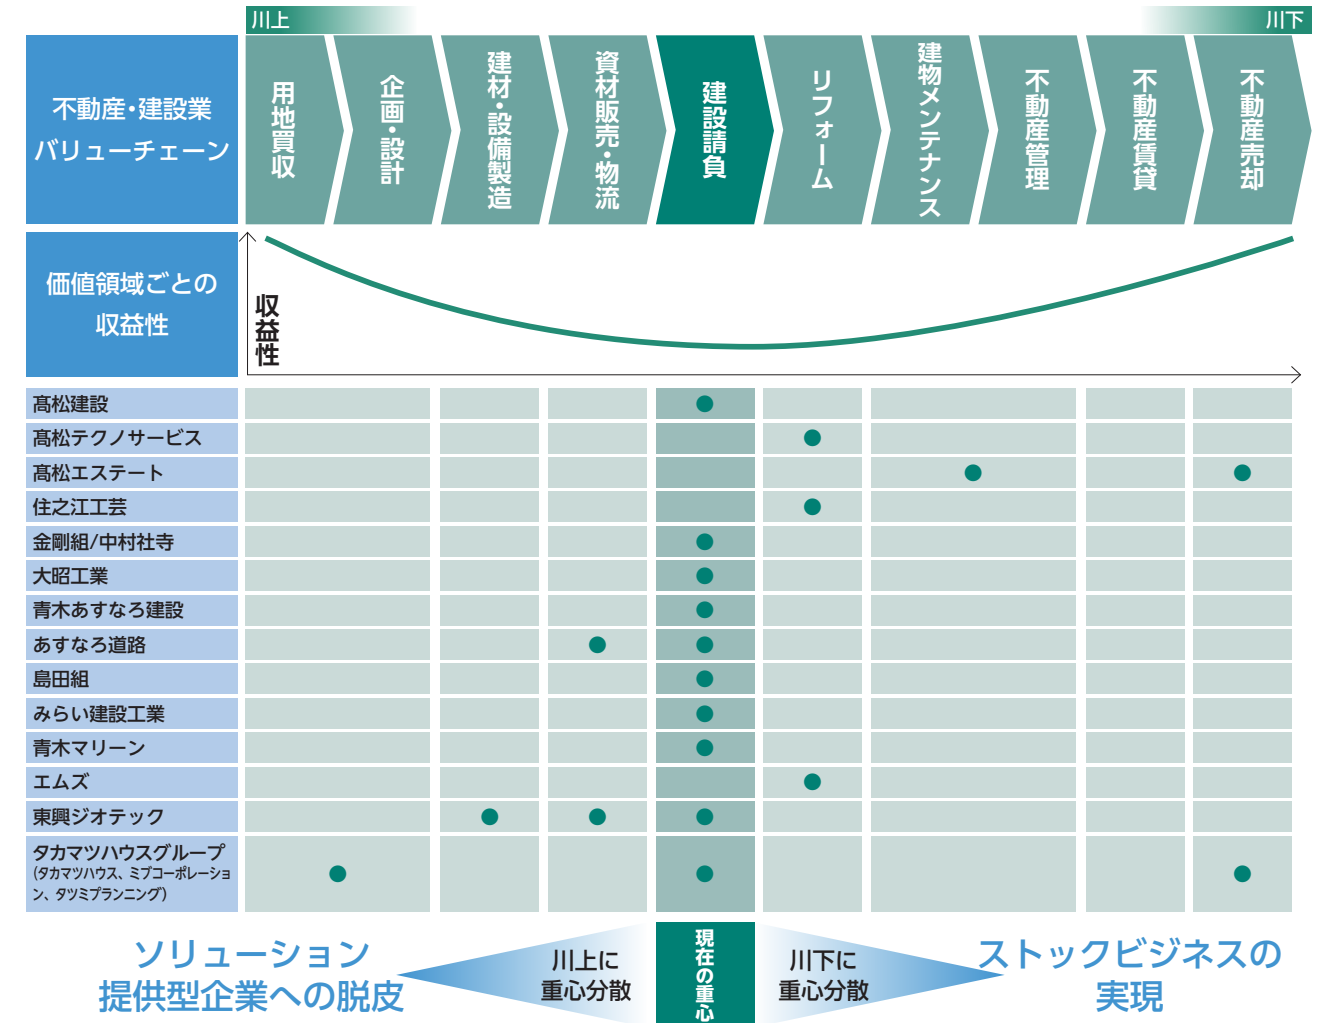 川上
川下
不動産・建設業
バリューチェーン
用地買収
企画・設計
建材・設備製造
資材販売・物流
建設請負
リフォーム
建物メンテナンス
不動産管理
不動産賃貸
不動産売却
価値領域ごとの
収益性
収益性
髙松建設
髙松テクノサービス
髙松エステート
住之江工芸
金剛組/中村社寺
大昭工業
青木あすなろ建設
あすなろ道路
島田組
みらい建設工業
青木マリーン
エムズ
東興ジオテック
タカマツハウスグループ
(タカマツハウス、ミブコーポレーショ
ン、タツミプランニング)
ソリューション
提供型企業への脱皮
川上に
重心分散
現在の重心
川下に
重心分散
ストックビジネスの
実現